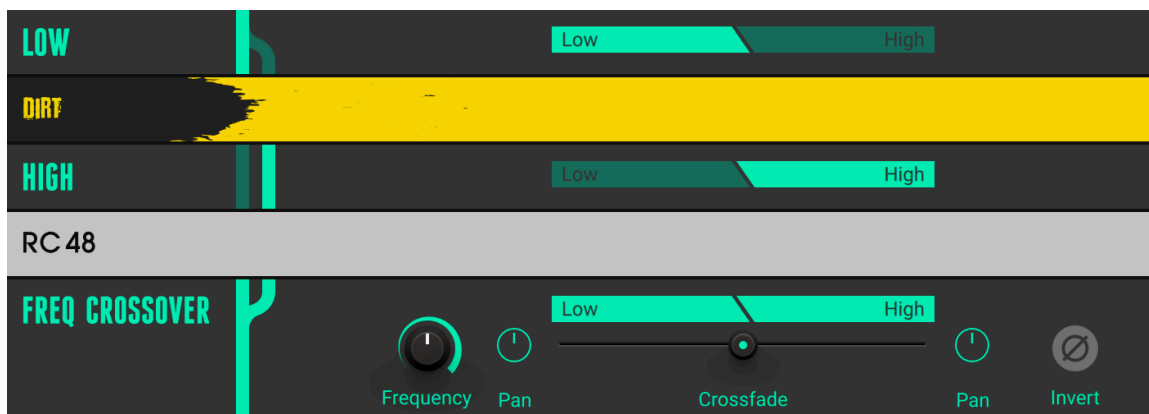 LOW
Low High
DIRT
HIGH
Low High
RC 48
FREQ CROSSOVER
Low High
Frequency Pan Crossfade Pan Invert